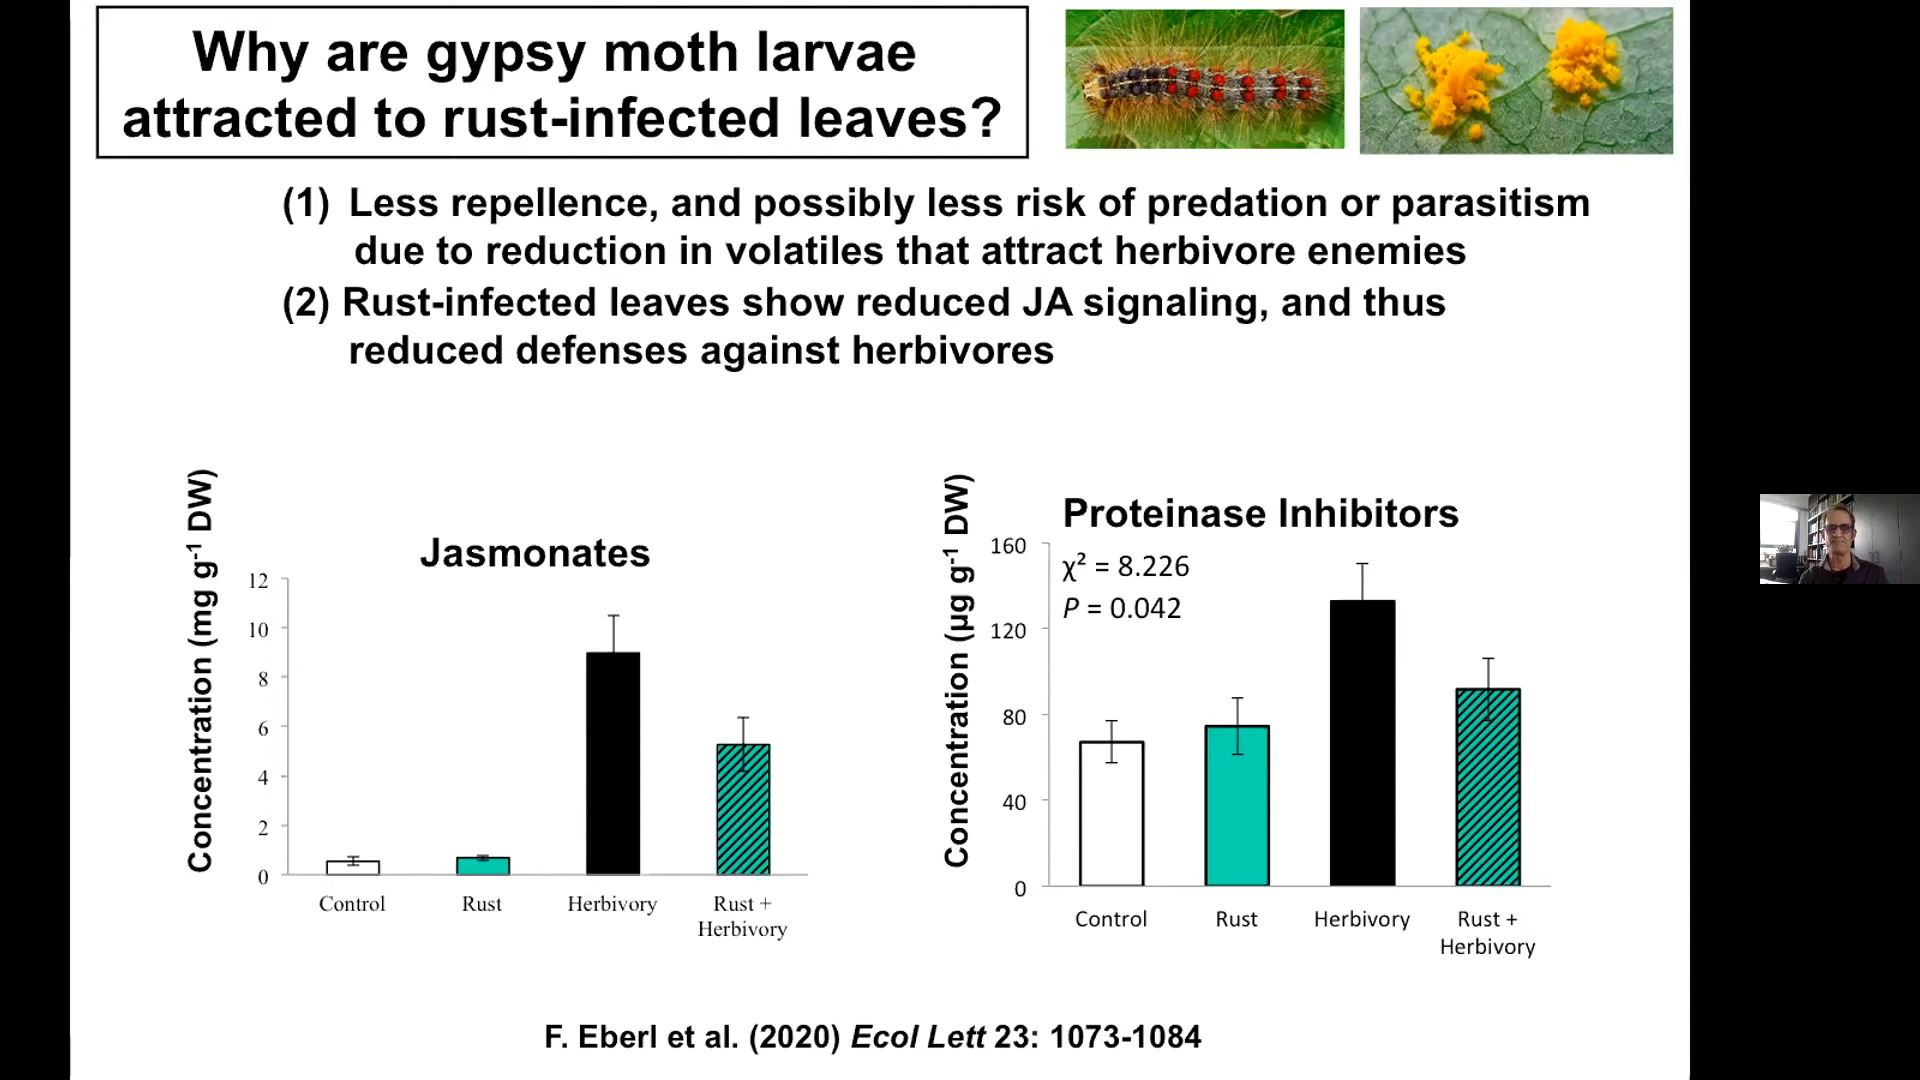 Why are gypsy moth larvae
attracted to rust-infected leaves?
(1) Less repellence, and possibly less risk of predation or parasitism
due to reduction in volatiles that attract herbivore enemies
(2) Rust-infected leaves show reduced JA signaling, and thus
reduced defenses against herbivores
Concentration (mg g⁻¹ DW)
Jasmonates
12
10
8
6
4
2
0
Control
Rust
Herbivory
Rust +
Herbivory
Concentration (µg g⁻¹ DW)
Proteinase Inhibitors
χ² = 8.226
P = 0.042
160
120
80
40
0
Control
Rust
Herbivory
Rust +
Herbivory
F. Eberl et al. (2020) Ecol Lett 23: 1073-1084